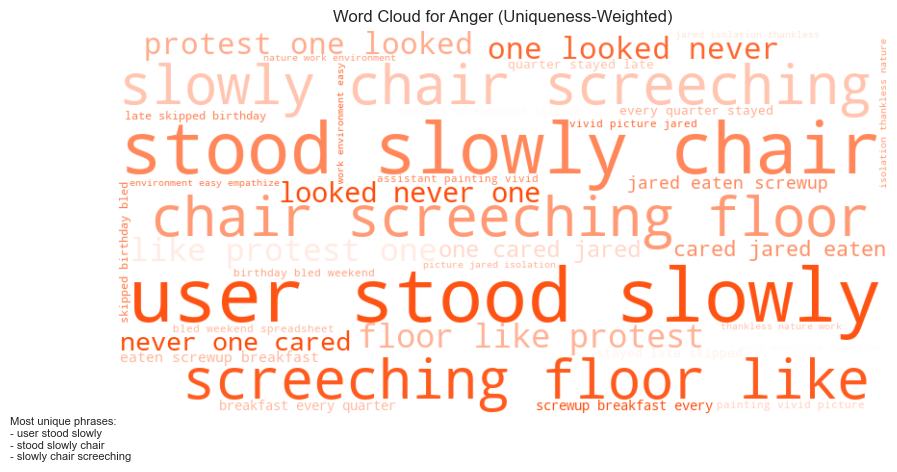 Word Cloud for Anger (Uniqueness-Weighted)
protest one looked
one looked never
jared isolation thankless
nature work environment
quarter stayed late
slowly chair screeching
late skipped birthday
work environment easy
every quarter stayed
isolation thankless nature
vivid picture jared
stood slowly chair
environment easy empathize
assistant painting vivid
jared eaten screwup
looked never one
skipped birthday bled
chair screeching floor
like protest one
one cared jared
cared jared eaten
birthday bled weekend
picture jared isolation
user stood slowly
bled weekend spreadsheet
thankless nature work
never one cared
floor like protest
eaten screwup breakfast
stayed late skipped
screeching floor like
breakfast every quarter
screwup breakfast every
painting vivid picture
Most unique phrases:
- user stood slowly
- stood slowly chair
- slowly chair screeching